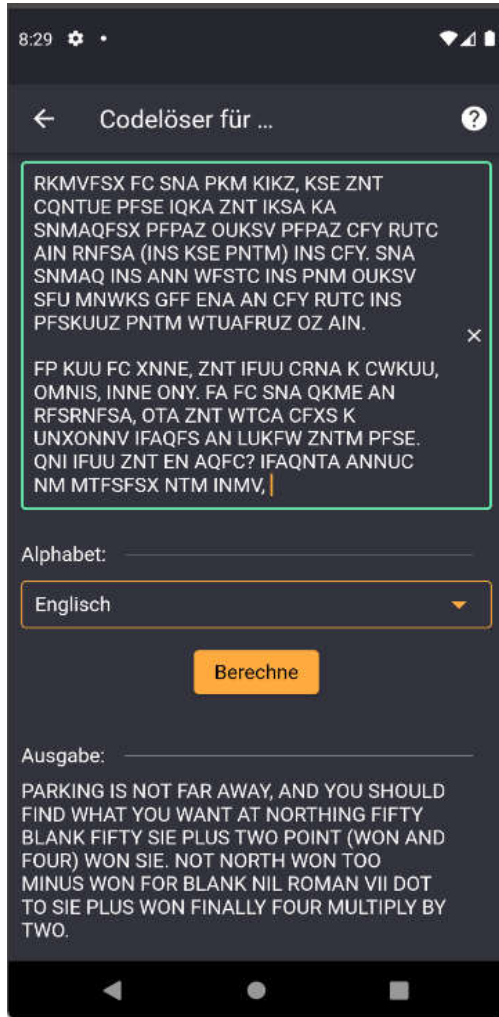 8:29
Codelöser für ...
RKMVFSX FC SNA PKM KIKZ, KSE ZNT
CQNTUE PFSE IQKA ZNT IKSA KA
SNMAQFSX PFPAZ OUKSV PFPAZ CFY RUTC
AIN RNFSA (INS KSE PNTM) INS CFY. SNA
SNMAQ INS ANN WFSTC INS PNM OUKSV
SFU MNWKS GFF ENA AN CFY RUTC INS
PFSKUUZ PNTM WTUAFRUZ OZ AIN.
FP KUU FC XNNE, ZNT IFUU CRNA K CWKUU,
OMNIS, INNE ONY. FA FC SNA QKME AN
RFSRNFSA, OTA ZNT WTCA CFXS K
UNXONNV IFAQFS AN LUKFW ZNTM PFSE.
QNI IFUU ZNT EN AQFC? IFAQNTA ANNUC
NM MTFSFSX NTM INMV,
Alphabet:
Englisch
Berechne
Ausgabe:
PARKING IS NOT FAR AWAY, AND YOU SHOULD
FIND WHAT YOU WANT AT NORTHING FIFTY
BLANK FIFTY SIE PLUS TWO POINT (WON AND
FOUR) WON SIE. NOT NORTH WON TOO
MINUS WON FOR BLANK NIL ROMAN VII DOT
TO SIE PLUS WON FINALLY FOUR MULTIPLY BY
TWO.